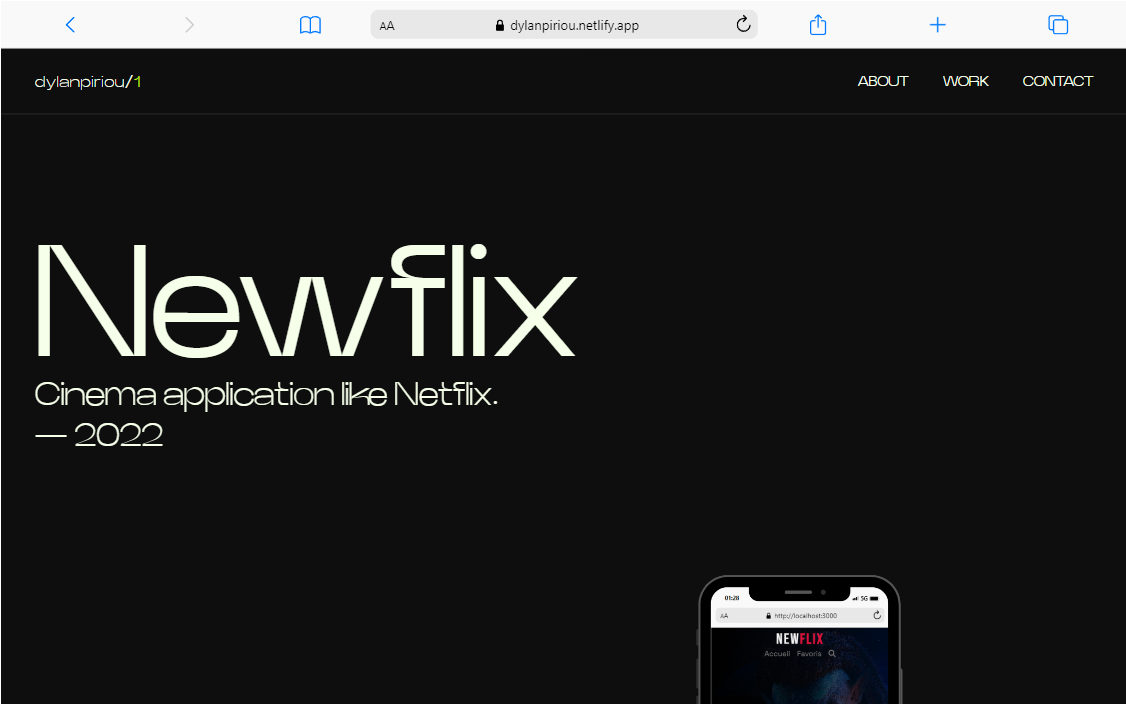 AA dylanpiriou.netlify.app
dylanpiriou/1 ABOUT WORK CONTACT
Newflix
Cinema application like Netflix.
— 2022
01:28 5G
AA http://localhost:3000
NEWFLIX
Accueil Favoris